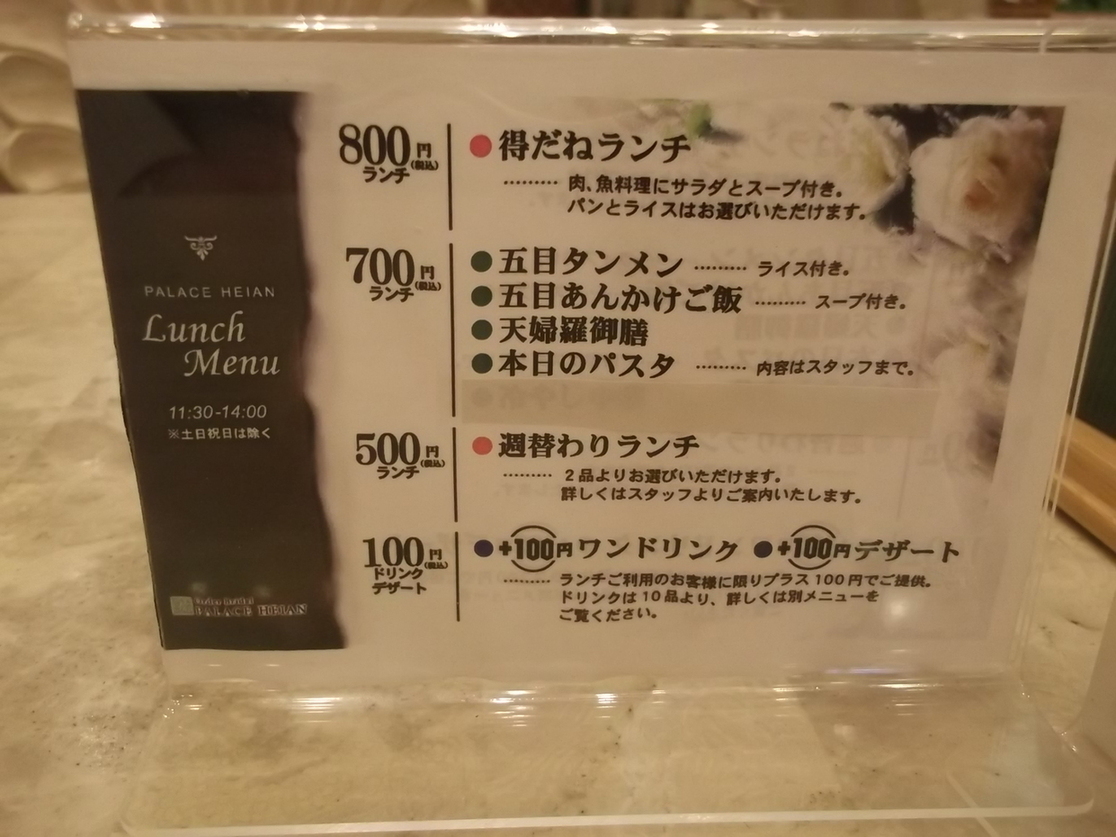 PALACE HEIAN
Lunch
Menu
11:30-14:00
※土日祝日は除く
PALACE HEIAN
800円(税込)
ランチ
●得だねランチ
………肉、魚料理にサラダとスープ付き。
パンとライスはお選びいただけます。
700円(税込)
ランチ
●五目タンメン………ライス付き。
●五目あんかけご飯………スープ付き。
●天婦羅御膳
●本日のパスタ………内容はスタッフまで。
500円(税込)
ランチ
●週替わりランチ
………2品よりお選びいただけます。
詳しくはスタッフよりご案内いたします。
100円(税込)
ドリンク
デザート
●+100円ワンドリンク ●+100円デザート
………ランチご利用のお客様に限りプラス100円でご提供。
ドリンクは10品より、詳しくは別メニューを
ご覧ください。